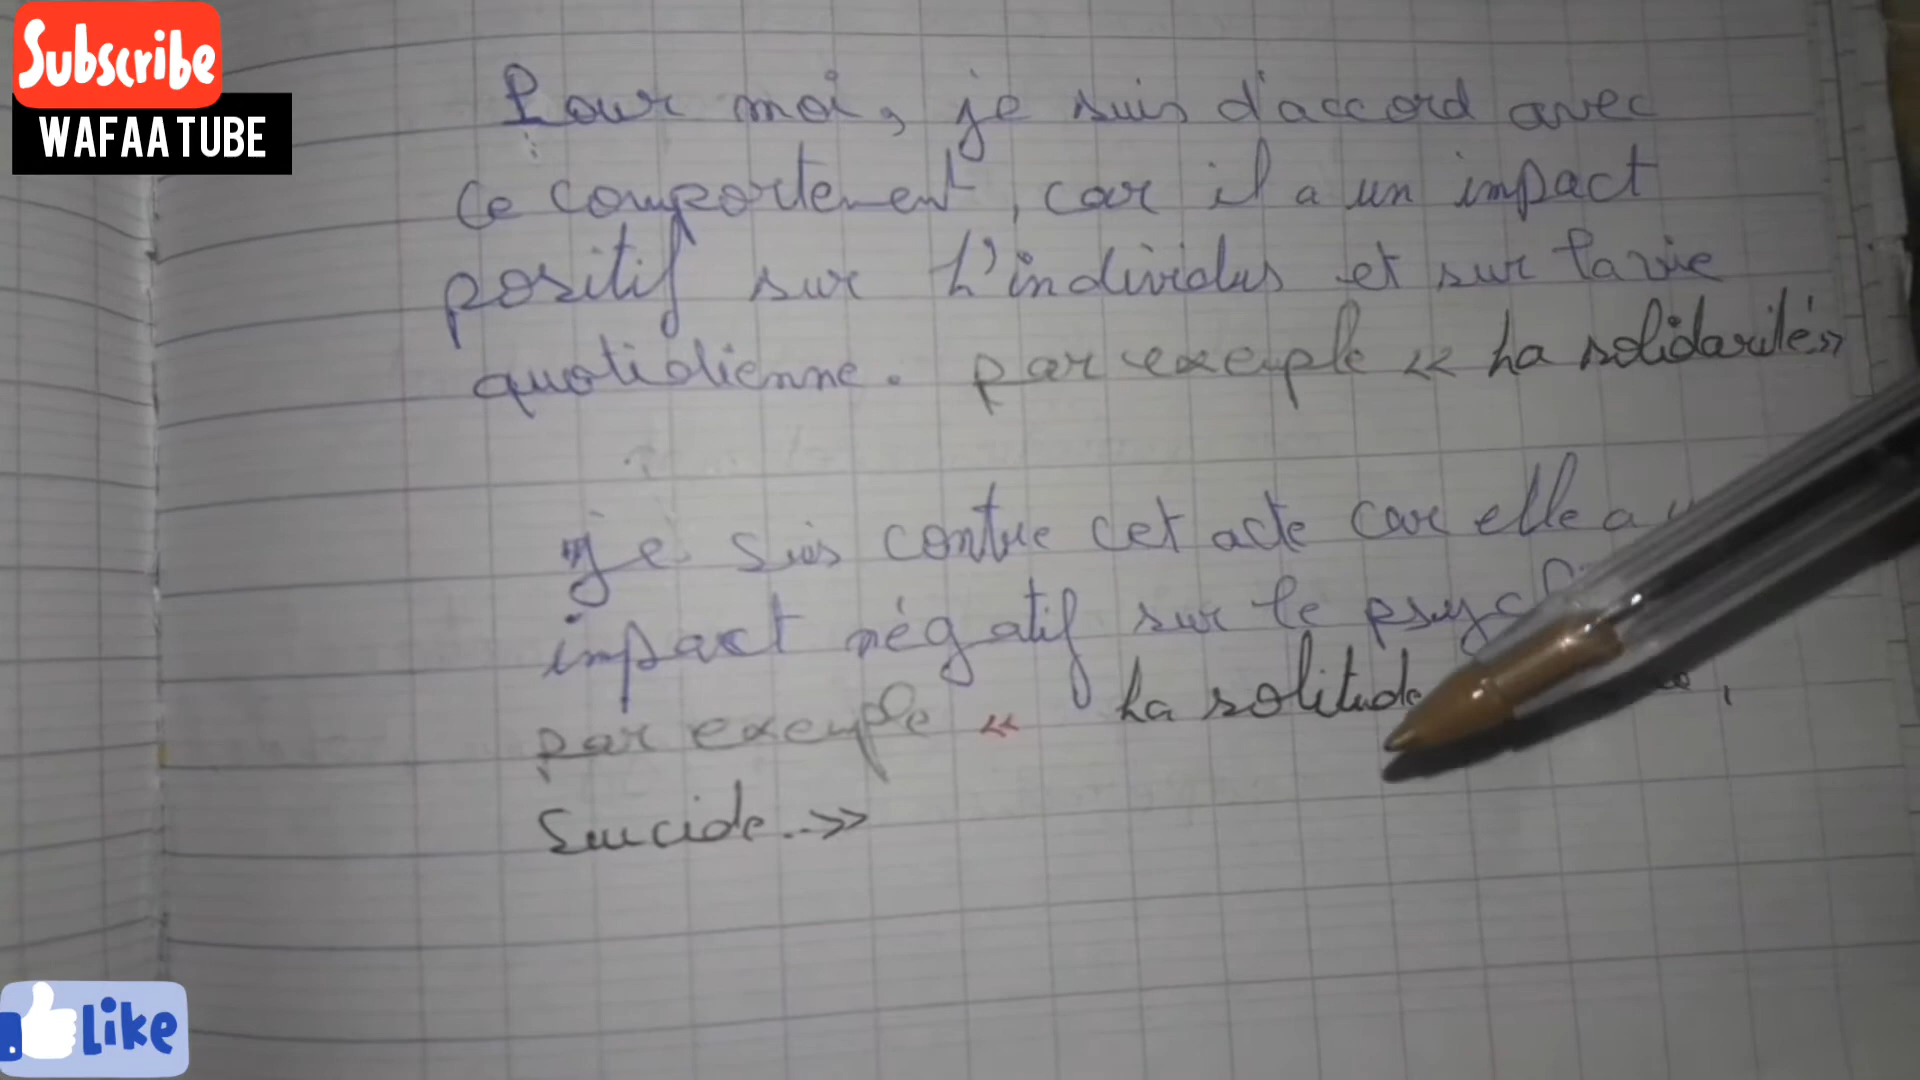 Subscribe
WAFAA TUBE
Pour moi, je suis d'accord avec
ce comportement, car il a un impact
positif sur l'individus et sur la vie
quotidienne. par exemple << La solidarité>>
je suis contre cet acte car elle a
impact négatif sur le
par exemple << La solitude
Suicide..>>
Like